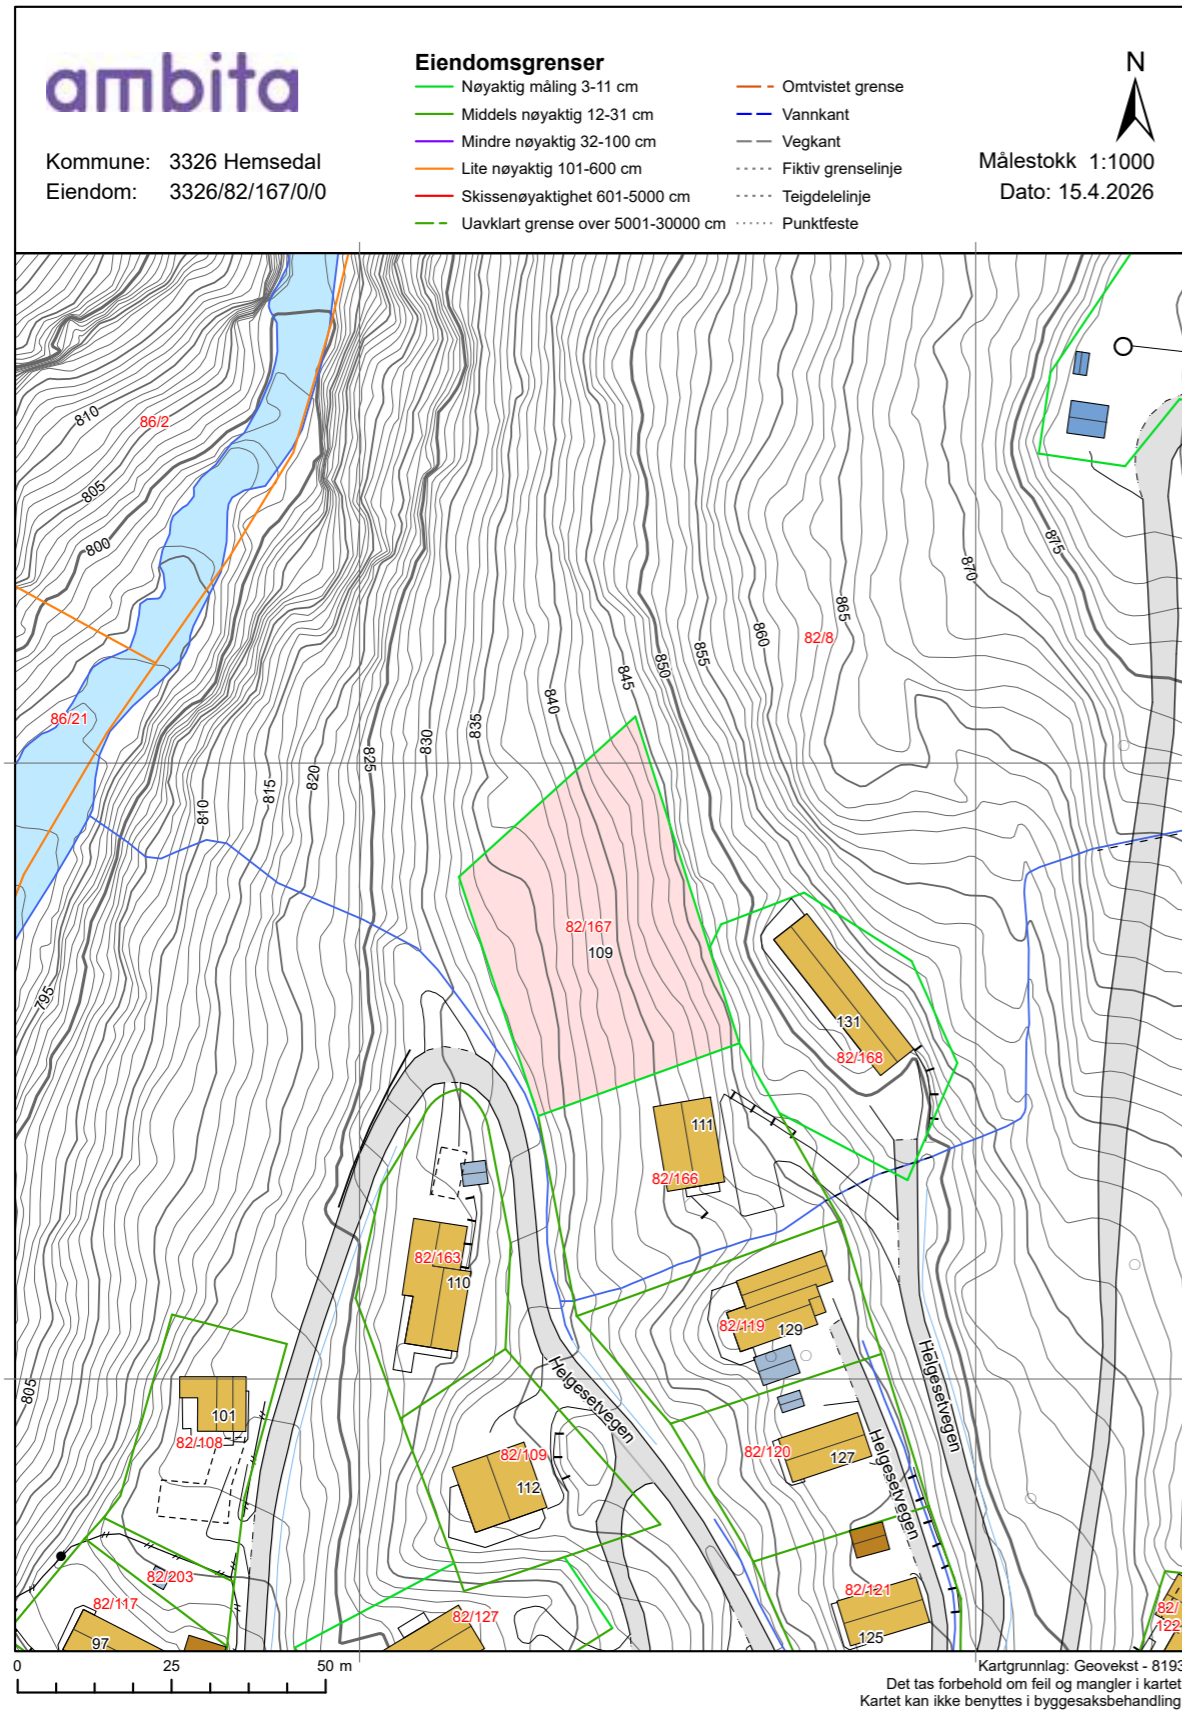 ambita
Kommune: 3326 Hemsedal
Eiendom: 3326/82/167/0/0
Eiendomsgrenser
Nøyaktig måling 3-11 cm
Middels nøyaktig 12-31 cm
Mindre nøyaktig 32-100 cm
Lite nøyaktig 101-600 cm
Skissenøyaktighet 601-5000 cm
Uavklart grense over 5001-30000 cm
Omtvistet grense
Vannkant
Vegkant
Fiktiv grenselinje
Teigdelelinje
Punktfeste
N
Målestokk 1:1000
Dato: 15.4.2026
810
86/2
805
800
875
870
865
860
82/8
855
850
845
840
835
830
825
820
815
810
86/21
82/167
109
795
131
82/168
111
82/166
82/163
110
82/119
129
Helgesetvegen
Helgesetvegen
805
101
82/108
82/109
112
82/120
127
Helgesetvegen
82/203
82/117
97
82/127
82/121
125
82/
122
0 25 50 m
Kartgrunnlag: Geovekst - 8193
Det tas forbehold om feil og mangler i kartet
Kartet kan ikke benyttes i byggesaksbehandling